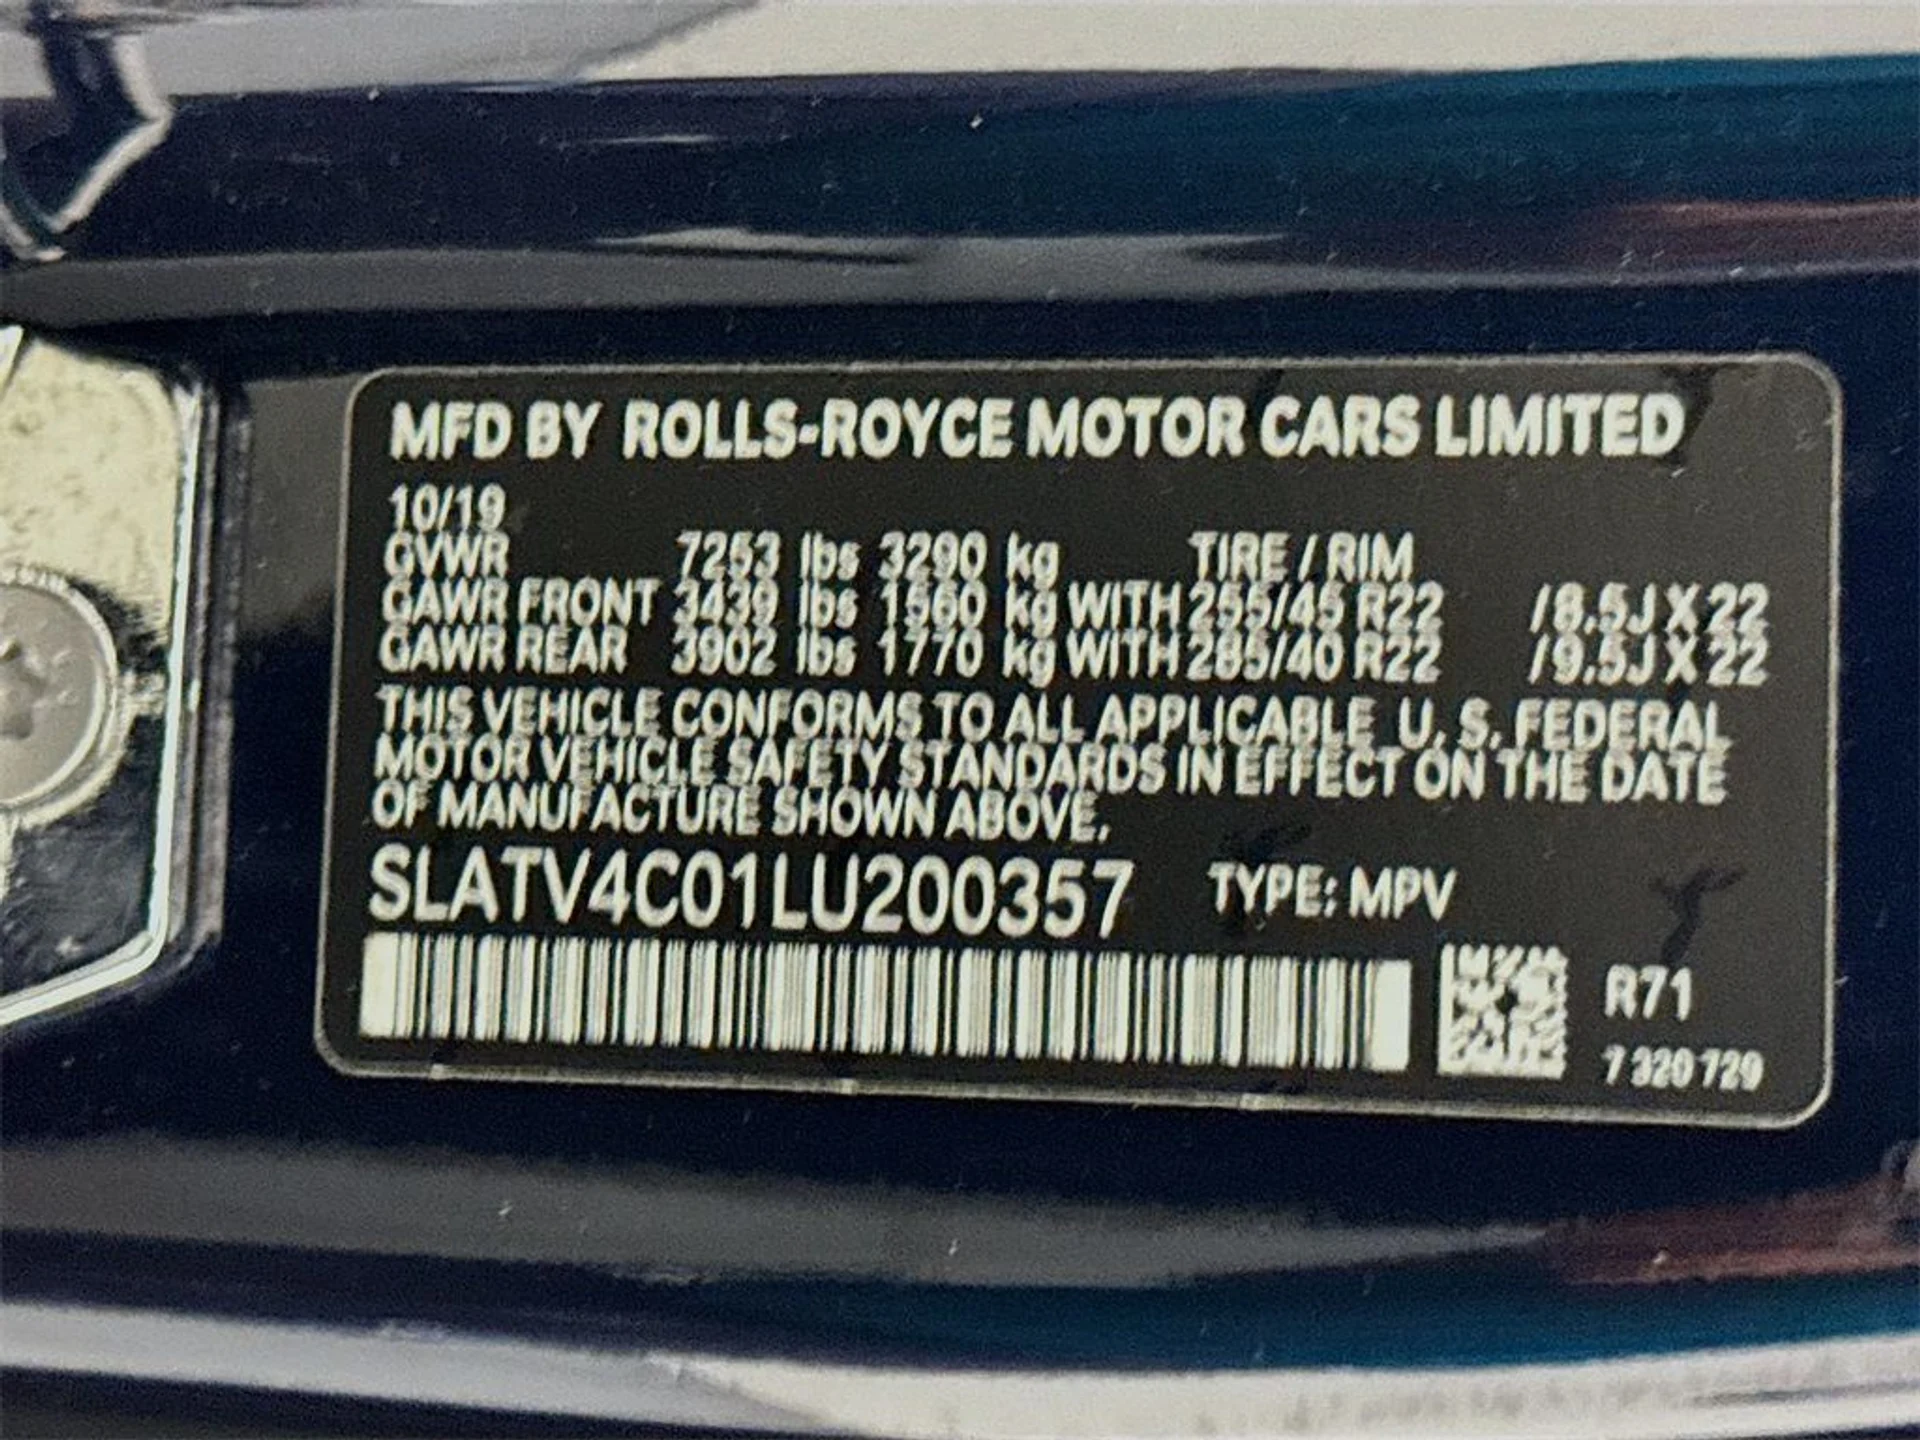 MFD BY ROLLS-ROYCE MOTOR CARS LIMITED
10/19
GVWR 7253 lbs 3290 kg TIRE / RIM
GAWR FRONT 3439 lbs 1560 kg WITH 255/45 R22 /8.5J X 22
GAWR REAR 3902 lbs 1770 kg WITH 285/40 R22 /9.5J X 22
THIS VEHICLE CONFORMS TO ALL APPLICABLE U.S. FEDERAL
MOTOR VEHICLE SAFETY STANDARDS IN EFFECT ON THE DATE
OF MANUFACTURE SHOWN ABOVE.
SLATV4C01LU200357 TYPE: MPV
R71
7 320 729